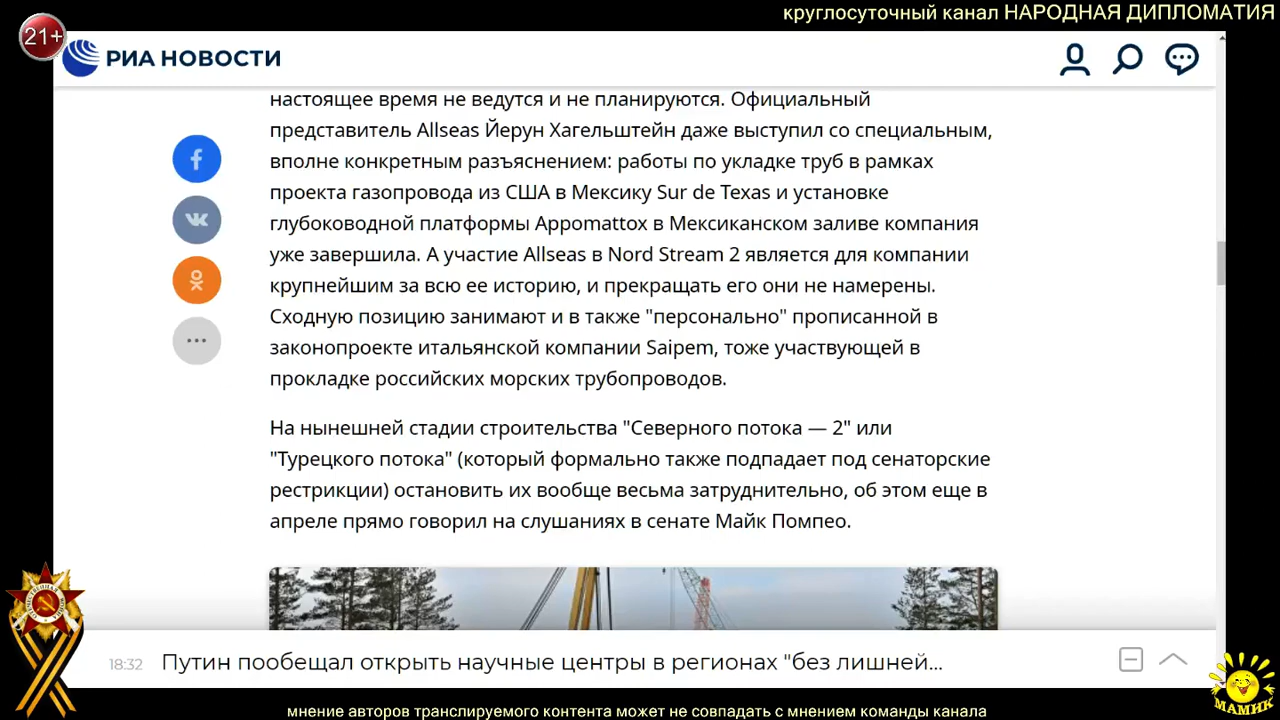 круглосуточный канал НАРОДНАЯ ДИПЛОМАТИЯ
21+
РИА НОВОСТИ
настоящее время не ведутся и не планируются. Официальный
представитель Allseas Йерун Хагельштейн даже выступил со специальным,
вполне конкретным разъяснением: работы по укладке труб в рамках
проекта газопровода из США в Мексику Sur de Texas и установке
глубоководной платформы Appomattox в Мексиканском заливе компания
уже завершила. А участие Allseas в Nord Stream 2 является для компании
крупнейшим за всю ее историю, и прекращать его они не намерены.
Сходную позицию занимают и в также "персонально" прописанной в
законопроекте итальянской компании Saipem, тоже участвующей в
прокладке российских морских трубопроводов.
На нынешней стадии строительства "Северного потока — 2" или
"Турецкого потока" (который формально также подпадает под сенаторские
рестрикции) остановить их вообще весьма затруднительно, об этом еще в
апреле прямо говорил на слушаниях в сенате Майк Помпео.
18:32 Путин пообещал открыть научные центры в регионах "без лишней...
МАМИК
мнение авторов транслируемого контента может не совпадать с мнением команды канала